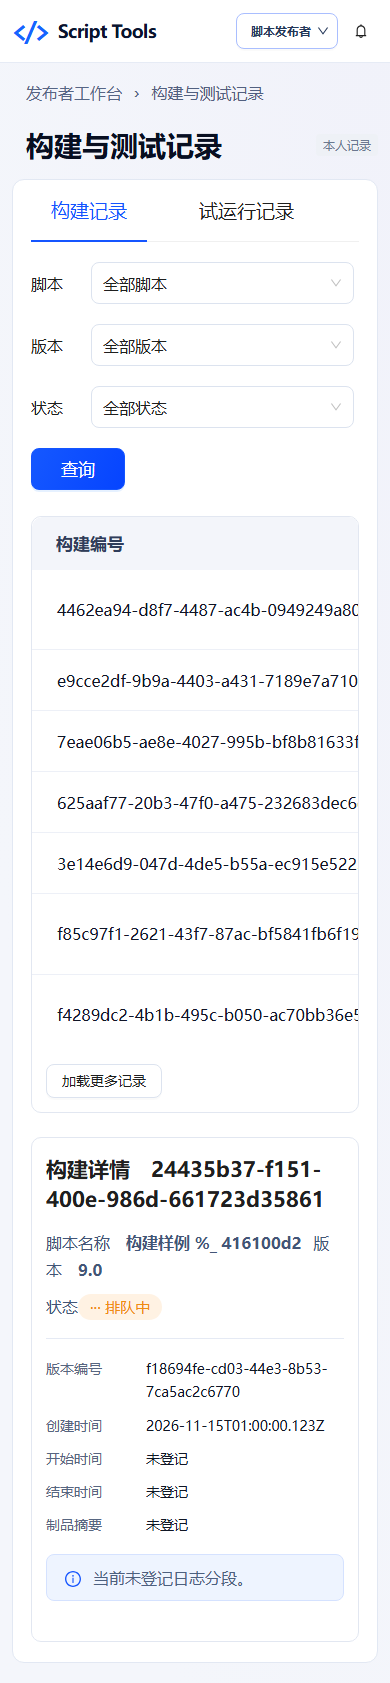 Script Tools 脚本发布者
发布者工作台 › 构建与测试记录
构建与测试记录 本人记录
构建记录 试运行记录
脚本 全部脚本
版本 全部版本
状态 全部状态
查询
构建编号
4462ea94-d8f7-4487-ac4b-0949249a80
e9cce2df-9b9a-4403-a431-7189e7a710
7eae06b5-ae8e-4027-995b-bf8b81633f
625aaf77-20b3-47f0-a475-232683dec6
3e14e6d9-047d-4de5-b55a-ec915e522
f85c97f1-2621-43f7-87ac-bf5841fb6f19
f4289dc2-4b1b-495c-b050-ac70bb36e5
加载更多记录
构建详情 24435b37-f151-
400e-986d-661723d35861
脚本名称 构建样例 %_ 416100d2 版
本 9.0
状态 ··· 排队中
版本编号 f18694fe-cd03-44e3-8b53-
7ca5ac2c6770
创建时间 2026-11-15T01:00:00.123Z
开始时间 未登记
结束时间 未登记
制品摘要 未登记
当前未登记日志分段。